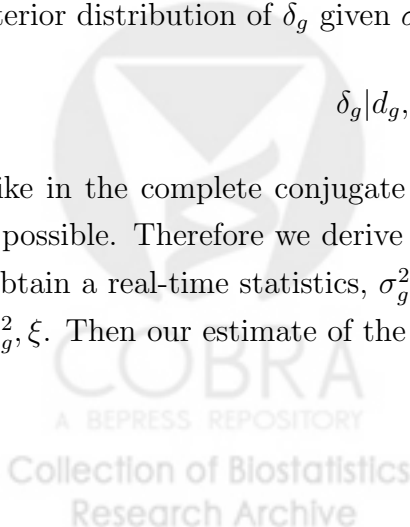 terior distribution of δ_g given σ
δ_g|d_g,
ike in the complete conjugate
possible. Therefore we derive
btain a real-time statistics, σ_g^2
_g^2, ξ. Then our estimate of the
COBRA
A BEPRESS REPOSITORY
Collection of Biostatistics
Research Archive